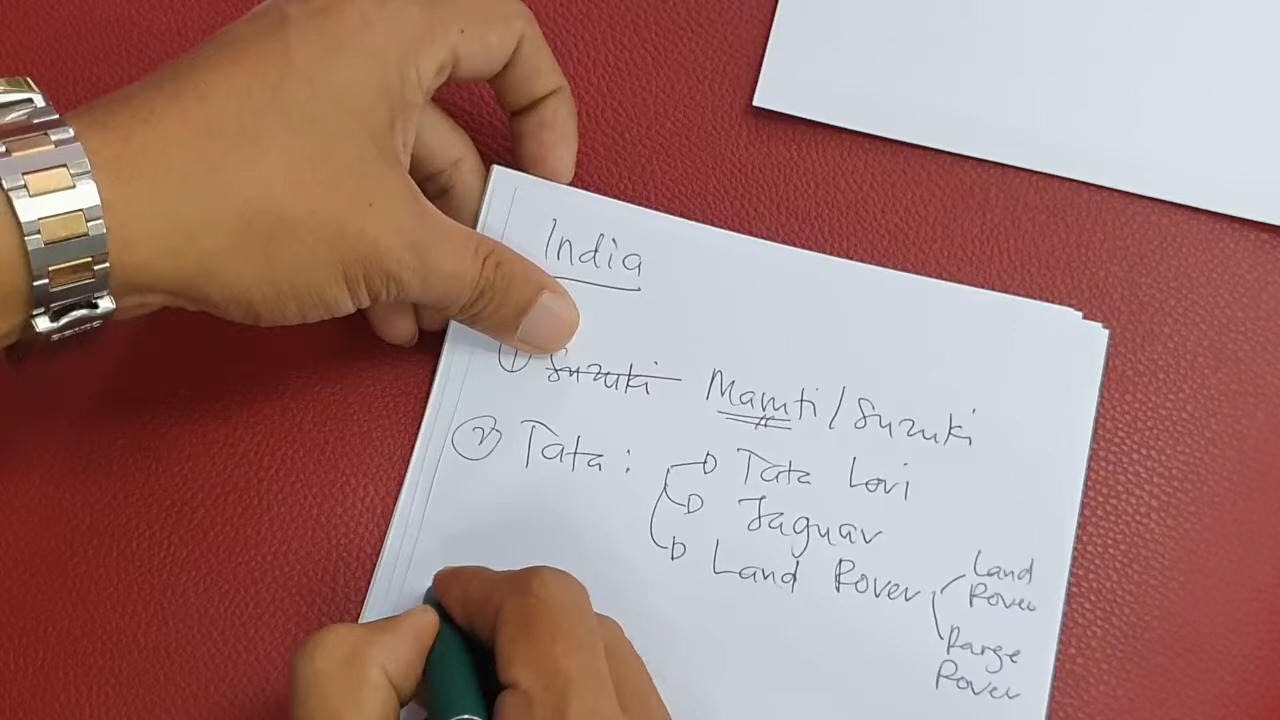 India
① Suzuki Maruti/Suzuki
② Tata: Tata Lori
Jaguar
Land Rover
Land
Rover
Range
Rover